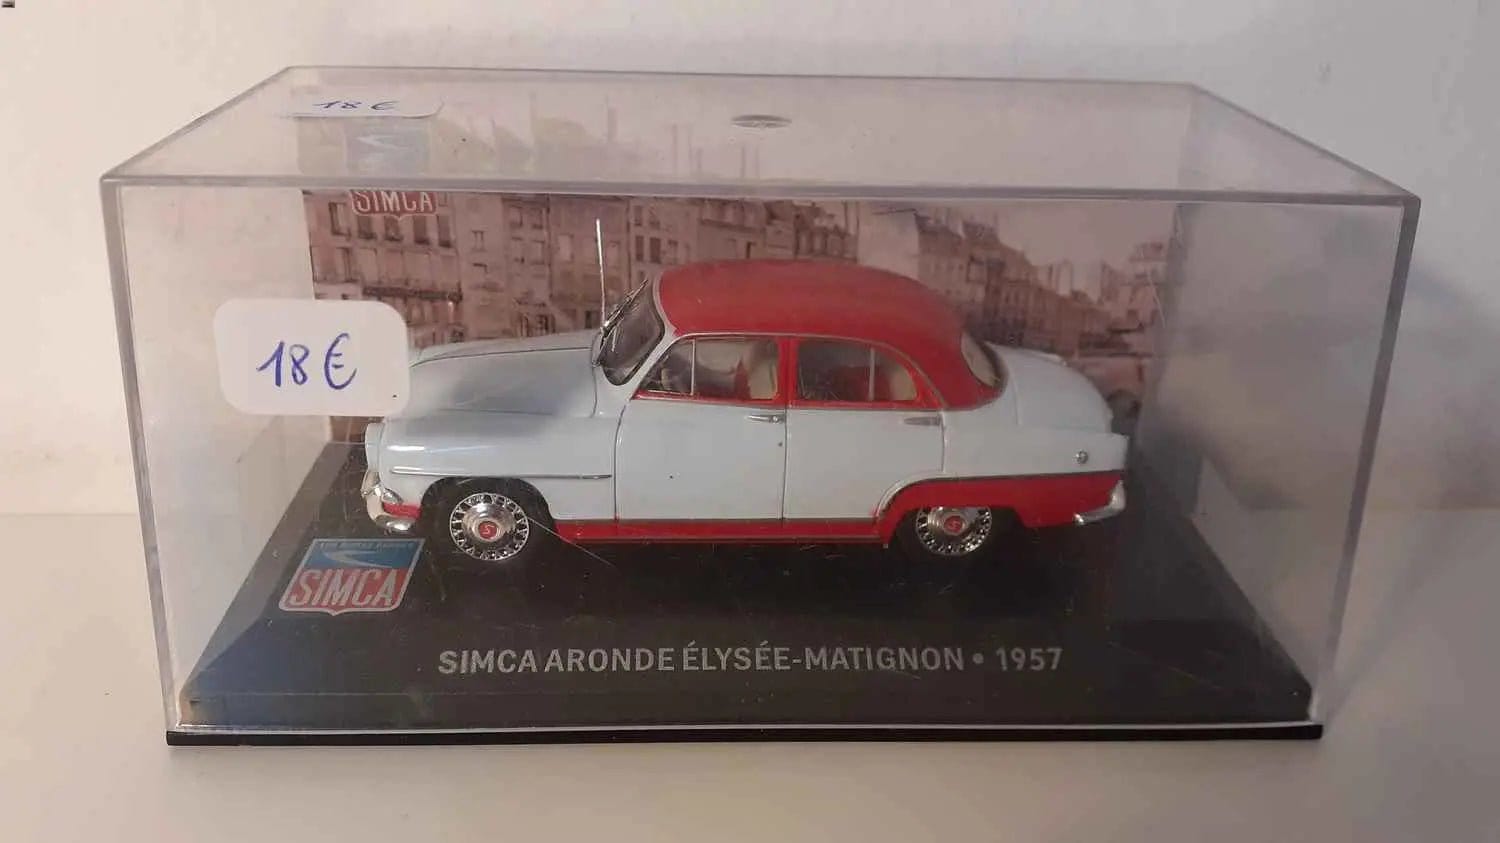 18€
SIMCA
18€
SIMCA
SIMCA ARONDE ÉLYSÉE-MATIGNON • 1957